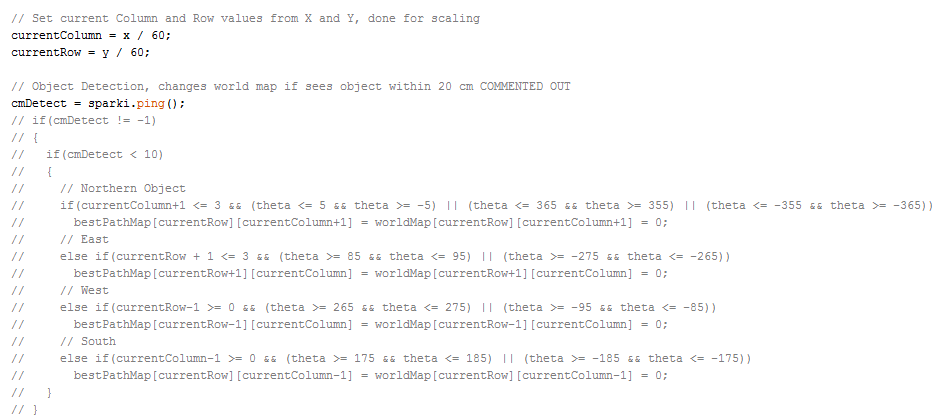 // Set current Column and Row values from X and Y, done for scaling
currentColumn = x / 60;
currentRow = y / 60;

// Object Detection, changes world map if sees object within 20 cm COMMENTED OUT
cmDetect = sparki.ping();
// if(cmDetect != -1)
// {
//   if(cmDetect < 10)
//   {
//     // Northern Object
//     if(currentColumn+1 <= 3 && (theta <= 5 && theta >= -5) || (theta <= 365 && theta >= 355) || (theta <= -355 && theta >= -365))
//       bestPathMap[currentRow][currentColumn+1] = worldMap[currentRow][currentColumn+1] = 0;
//     // East
//     else if(currentRow + 1 <= 3 && (theta >= 85 && theta <= 95) || (theta >= -275 && theta <= -265))
//       bestPathMap[currentRow+1][currentColumn] = worldMap[currentRow+1][currentColumn] = 0;
//     // West
//     else if(currentRow-1 >= 0 && (theta >= 265 && theta <= 275) || (theta >= -95 && theta <= -85))
//       bestPathMap[currentRow-1][currentColumn] = worldMap[currentRow-1][currentColumn] = 0;
//     // South
//     else if(currentColumn-1 >= 0 && (theta >= 175 && theta <= 185) || (theta >= -185 && theta <= -175))
//       bestPathMap[currentRow][currentColumn-1] = worldMap[currentRow][currentColumn-1] = 0;
//   }
// }